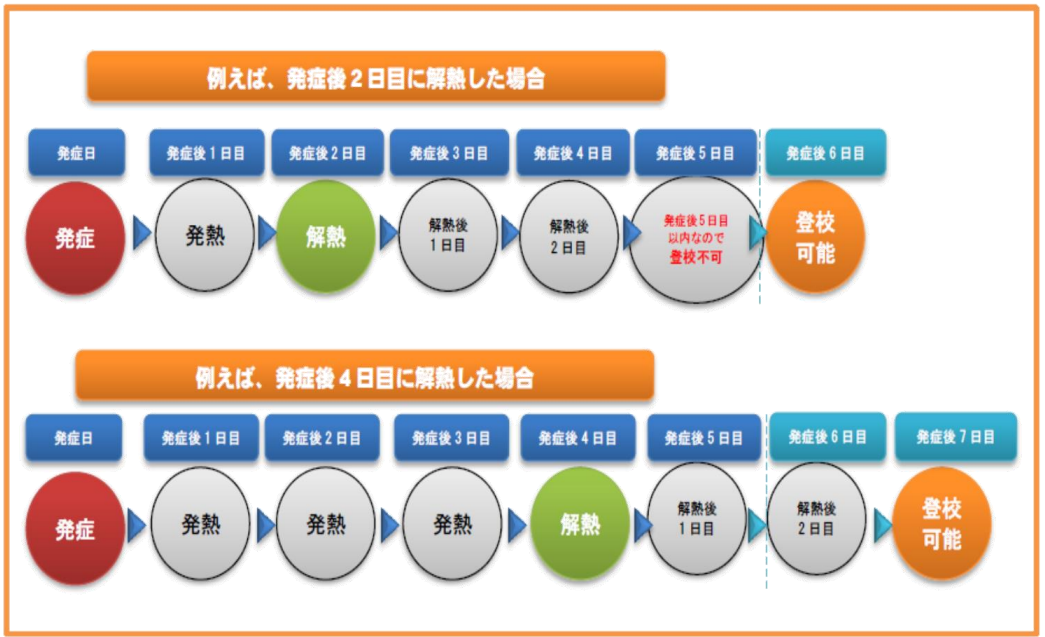 例えば、発症後２日目に解熱した場合
発症日
発症後１日目
発症後２日目
発症後３日目
発症後４日目
発症後５日目
発症後６日目
発症
発熱
解熱
解熱後
１日目
解熱後
２日目
発症後５日目
以内なので
登校不可
登校
可能
例えば、発症後４日目に解熱した場合
発症日
発症後１日目
発症後２日目
発症後３日目
発症後４日目
発症後５日目
発症後６日目
発症後７日目
発症
発熱
発熱
発熱
解熱
解熱後
１日目
解熱後
２日目
登校
可能